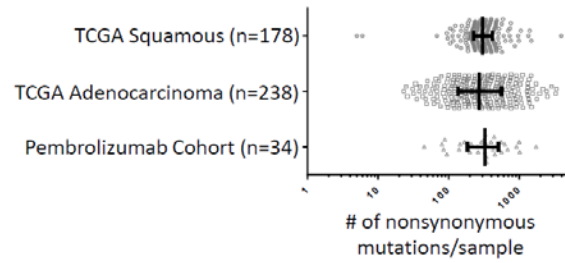 TCGA Squamous (n=178)
TCGA Adenocarcinoma (n=238)
Pembrolizumab Cohort (n=34)
1
10
100
1000
# of nonsynonymous
mutations/sample